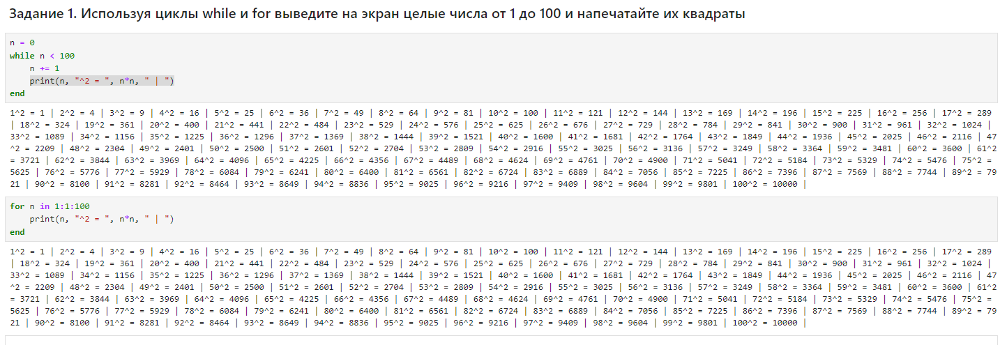 Задание 1. Используя циклы while и for выведите на экран целые числа от 1 до 100 и напечатайте их квадраты
n = 0
while n < 100
    n += 1
    print(n, "^2 = ", n*n, " | ")
end
1^2 = 1 | 2^2 = 4 | 3^2 = 9 | 4^2 = 16 | 5^2 = 25 | 6^2 = 36 | 7^2 = 49 | 8^2 = 64 | 9^2 = 81 | 10^2 = 100 | 11^2 = 121 | 12^2 = 144 | 13^2 = 169 | 14^2 = 196 | 15^2 = 225 | 16^2 = 256 | 17^2 = 289
| 18^2 = 324 | 19^2 = 361 | 20^2 = 400 | 21^2 = 441 | 22^2 = 484 | 23^2 = 529 | 24^2 = 576 | 25^2 = 625 | 26^2 = 676 | 27^2 = 729 | 28^2 = 784 | 29^2 = 841 | 30^2 = 900 | 31^2 = 961 | 32^2 = 1024 |
33^2 = 1089 | 34^2 = 1156 | 35^2 = 1225 | 36^2 = 1296 | 37^2 = 1369 | 38^2 = 1444 | 39^2 = 1521 | 40^2 = 1600 | 41^2 = 1681 | 42^2 = 1764 | 43^2 = 1849 | 44^2 = 1936 | 45^2 = 2025 | 46^2 = 2116 | 47
^2 = 2209 | 48^2 = 2304 | 49^2 = 2401 | 50^2 = 2500 | 51^2 = 2601 | 52^2 = 2704 | 53^2 = 2809 | 54^2 = 2916 | 55^2 = 3025 | 56^2 = 3136 | 57^2 = 3249 | 58^2 = 3364 | 59^2 = 3481 | 60^2 = 3600 | 61^2
= 3721 | 62^2 = 3844 | 63^2 = 3969 | 64^2 = 4096 | 65^2 = 4225 | 66^2 = 4356 | 67^2 = 4489 | 68^2 = 4624 | 69^2 = 4761 | 70^2 = 4900 | 71^2 = 5041 | 72^2 = 5184 | 73^2 = 5329 | 74^2 = 5476 | 75^2 =
5625 | 76^2 = 5776 | 77^2 = 5929 | 78^2 = 6084 | 79^2 = 6241 | 80^2 = 6400 | 81^2 = 6561 | 82^2 = 6724 | 83^2 = 6889 | 84^2 = 7056 | 85^2 = 7225 | 86^2 = 7396 | 87^2 = 7569 | 88^2 = 7744 | 89^2 = 79
21 | 90^2 = 8100 | 91^2 = 8281 | 92^2 = 8464 | 93^2 = 8649 | 94^2 = 8836 | 95^2 = 9025 | 96^2 = 9216 | 97^2 = 9409 | 98^2 = 9604 | 99^2 = 9801 | 100^2 = 10000 |
for n in 1:1:100
    print(n, "^2 = ", n*n, " | ")
end
1^2 = 1 | 2^2 = 4 | 3^2 = 9 | 4^2 = 16 | 5^2 = 25 | 6^2 = 36 | 7^2 = 49 | 8^2 = 64 | 9^2 = 81 | 10^2 = 100 | 11^2 = 121 | 12^2 = 144 | 13^2 = 169 | 14^2 = 196 | 15^2 = 225 | 16^2 = 256 | 17^2 = 289
| 18^2 = 324 | 19^2 = 361 | 20^2 = 400 | 21^2 = 441 | 22^2 = 484 | 23^2 = 529 | 24^2 = 576 | 25^2 = 625 | 26^2 = 676 | 27^2 = 729 | 28^2 = 784 | 29^2 = 841 | 30^2 = 900 | 31^2 = 961 | 32^2 = 1024 |
33^2 = 1089 | 34^2 = 1156 | 35^2 = 1225 | 36^2 = 1296 | 37^2 = 1369 | 38^2 = 1444 | 39^2 = 1521 | 40^2 = 1600 | 41^2 = 1681 | 42^2 = 1764 | 43^2 = 1849 | 44^2 = 1936 | 45^2 = 2025 | 46^2 = 2116 | 47
^2 = 2209 | 48^2 = 2304 | 49^2 = 2401 | 50^2 = 2500 | 51^2 = 2601 | 52^2 = 2704 | 53^2 = 2809 | 54^2 = 2916 | 55^2 = 3025 | 56^2 = 3136 | 57^2 = 3249 | 58^2 = 3364 | 59^2 = 3481 | 60^2 = 3600 | 61^2
= 3721 | 62^2 = 3844 | 63^2 = 3969 | 64^2 = 4096 | 65^2 = 4225 | 66^2 = 4356 | 67^2 = 4489 | 68^2 = 4624 | 69^2 = 4761 | 70^2 = 4900 | 71^2 = 5041 | 72^2 = 5184 | 73^2 = 5329 | 74^2 = 5476 | 75^2 =
5625 | 76^2 = 5776 | 77^2 = 5929 | 78^2 = 6084 | 79^2 = 6241 | 80^2 = 6400 | 81^2 = 6561 | 82^2 = 6724 | 83^2 = 6889 | 84^2 = 7056 | 85^2 = 7225 | 86^2 = 7396 | 87^2 = 7569 | 88^2 = 7744 | 89^2 = 79
21 | 90^2 = 8100 | 91^2 = 8281 | 92^2 = 8464 | 93^2 = 8649 | 94^2 = 8836 | 95^2 = 9025 | 96^2 = 9216 | 97^2 = 9409 | 98^2 = 9604 | 99^2 = 9801 | 100^2 = 10000 |